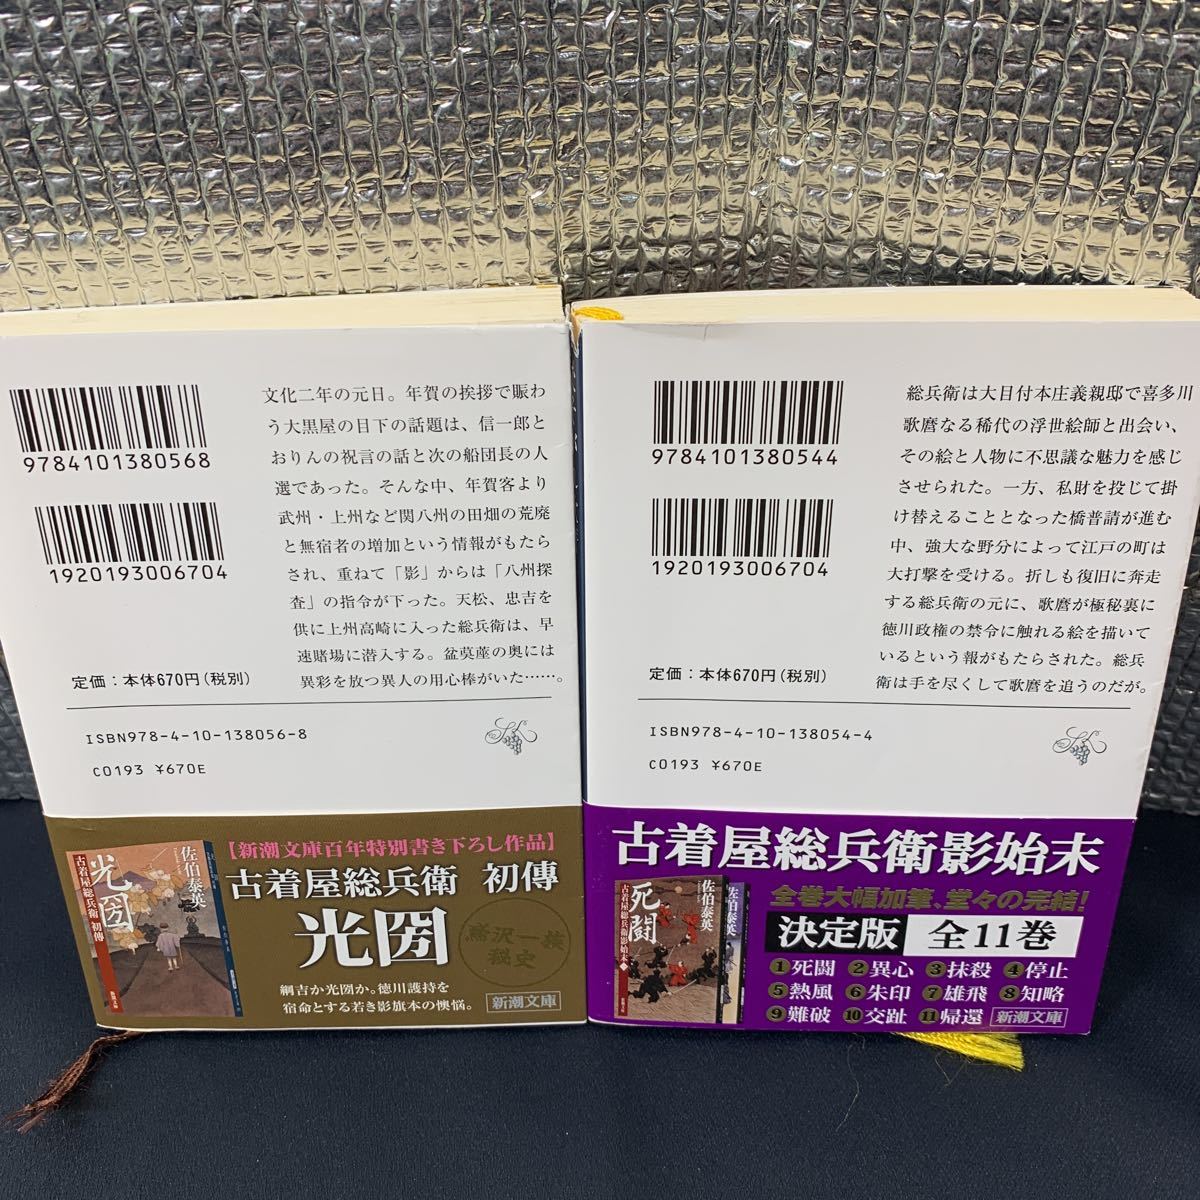 9784101380568
1920193006704
定価：本体670円(税別)
文化二年の元日。年賀の挨拶で賑わ
う大黒屋の目下の話題は、信一郎と
おりんの祝言の話と次の船団長の人
選であった。そんな中、年賀客より
武州・上州など関八州の田畑の荒廃
と無宿者の増加という情報がもたら
され、重ねて「影」からは「八州探
査」の指令が下った。天松、忠吉を
供に上州高崎に入った総兵衛は、早
速賭場に潜入する。盆茣蓙の奥には
異彩を放つ異人の用心棒がいた……。
ISBN978-4-10-138056-8
C0193 ¥670E
【新潮文庫百年特別書き下ろし作品】
古着屋総兵衛 初傳
光圀
鳶沢一族
秘史
綱吉か光圀か。徳川護持を
宿命とする若き影旗本の懊悩。
新潮文庫
光圀
古着屋総兵衛 初傳
佐伯泰英
9784101380544
1920193006704
定価：本体670円(税別)
総兵衛は大目付本庄義親邸で喜多川
歌麿なる稀代の浮世絵師と出会い、
その絵と人物に不思議な魅力を感じ
させられた。一方、私財を投じて掛
け替えることとなった橋普請が進む
中、強大な野分によって江戸の町は
大打撃を受ける。折しも復旧に奔走
する総兵衛の元に、歌麿が極秘裏に
徳川政権の禁令に触れる絵を描いて
いるという報がもたらされた。総兵
衛は手を尽くして歌麿を追うのだが。
ISBN978-4-10-138054-4
C0193 ¥670E
古着屋総兵衛影始末
全巻大幅加筆、堂々の完結！
決定版 全11巻
❶死闘 ❷異心 ❸抹殺 ❹停止
❺熱風 ❻朱印 ❼雄飛 ❽知略
❾難破 ❿交趾 ⓫帰還 新潮文庫
死闘
古着屋総兵衛影始末
佐伯泰英